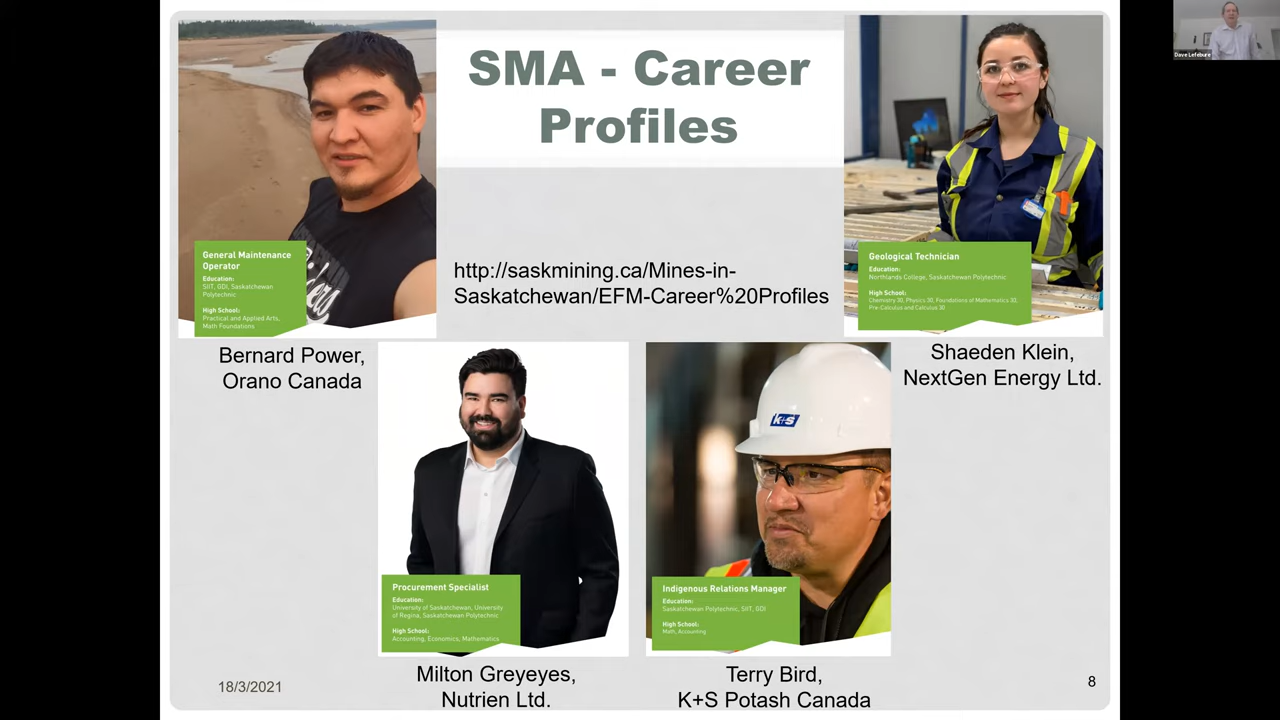 SMA - Career
Profiles
Dave Lefebure
General Maintenance
Operator
Education:
SIIT, GDI, Saskatchewan
Polytechnic
High School:
Practical and Applied Arts,
Math Foundations
http://saskmining.ca/Mines-in-
Saskatchewan/EFM-Career%20Profiles
Geological Technician
Education:
Northlands College, Saskatchewan Polytechnic
High School:
Chemistry 30, Physics 30, Foundations of Mathematics 30,
Pre-Calculus and Calculus 30
Bernard Power,
Orano Canada
Shaeden Klein,
NextGen Energy Ltd.
Procurement Specialist
Education:
University of Saskatchewan, University
of Regina, Saskatchewan Polytechnic
High School:
Accounting, Economics, Mathematics
K+S
Indigenous Relations Manager
Education:
Saskatchewan Polytechnic, SIIT, GDI
High School:
Math, Accounting
Milton Greyeyes,
Nutrien Ltd.
Terry Bird,
K+S Potash Canada
18/3/2021
8